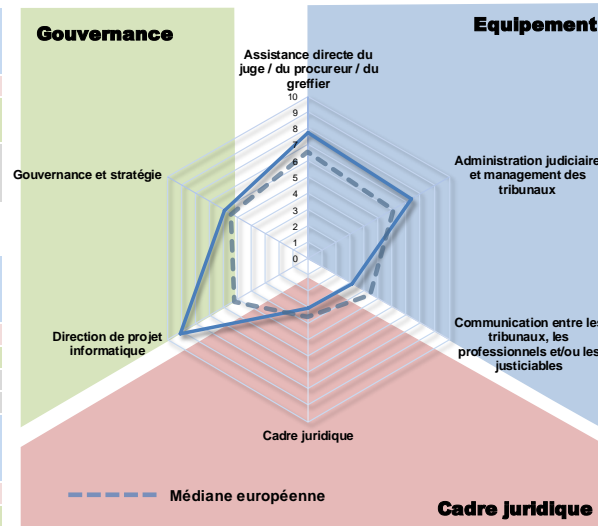 Gouvernance
Equipement
Assistance directe du
juge / du procureur / du
greffier
10
9
8
7
6
5
4
3
2
1
0
Gouvernance et stratégie
Administration judiciaire
et management des
tribunaux
Direction de projet
informatique
Communication entre les
tribunaux, les
professionnels et/ou les
justiciables
Cadre juridique
Médiane européenne
Cadre juridique